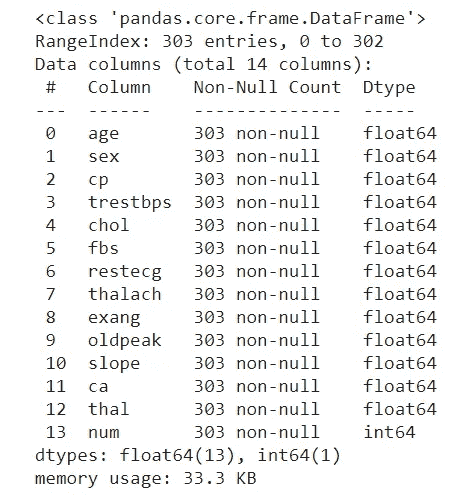 <class 'pandas.core.frame.DataFrame'>
RangeIndex: 303 entries, 0 to 302
Data columns (total 14 columns):
 #   Column    Non-Null Count  Dtype
---  ------    --------------  -----
 0   age       303 non-null    float64
 1   sex       303 non-null    float64
 2   cp        303 non-null    float64
 3   trestbps  303 non-null    float64
 4   chol      303 non-null    float64
 5   fbs       303 non-null    float64
 6   restecg   303 non-null    float64
 7   thalach   303 non-null    float64
 8   exang     303 non-null    float64
 9   oldpeak   303 non-null    float64
 10  slope     303 non-null    float64
 11  ca        303 non-null    float64
 12  thal      303 non-null    float64
 13  num       303 non-null    int64
dtypes: float64(13), int64(1)
memory usage: 33.3 KB